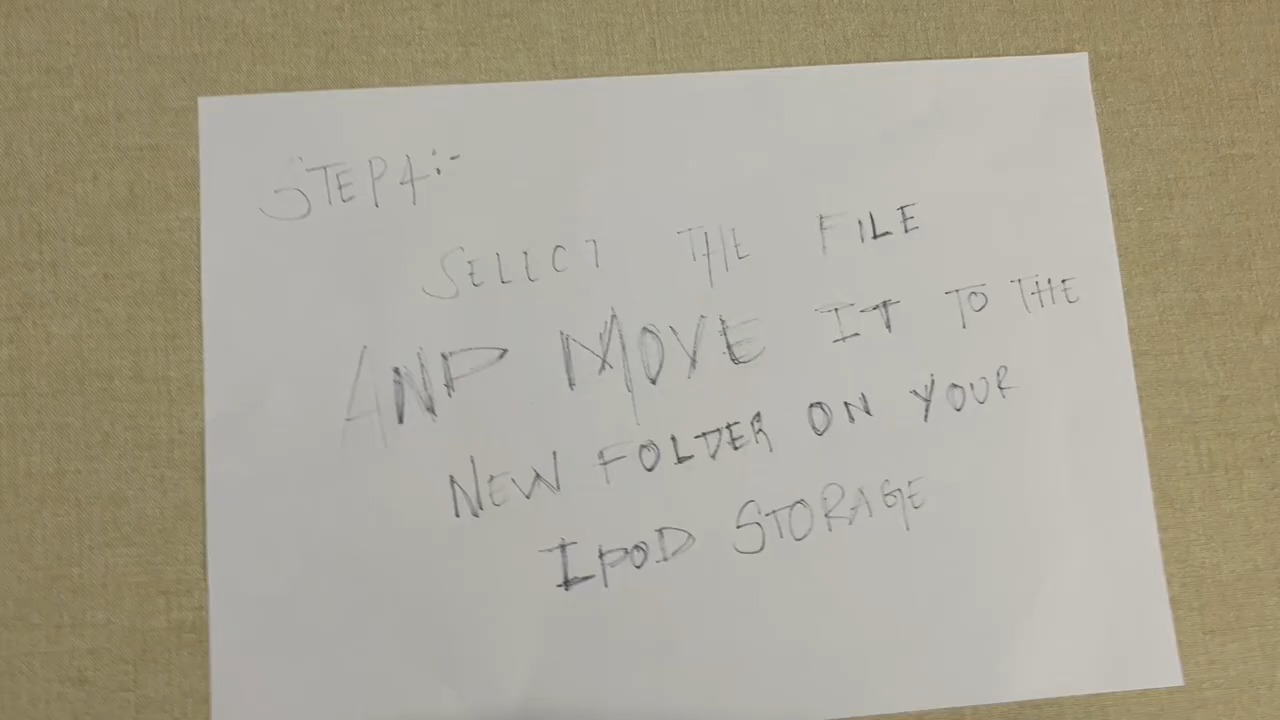 STEP 4:-
SELECT THE FILE
AND MOVE IT TO THE
NEW FOLDER ON YOUR
IPOD STORAGE